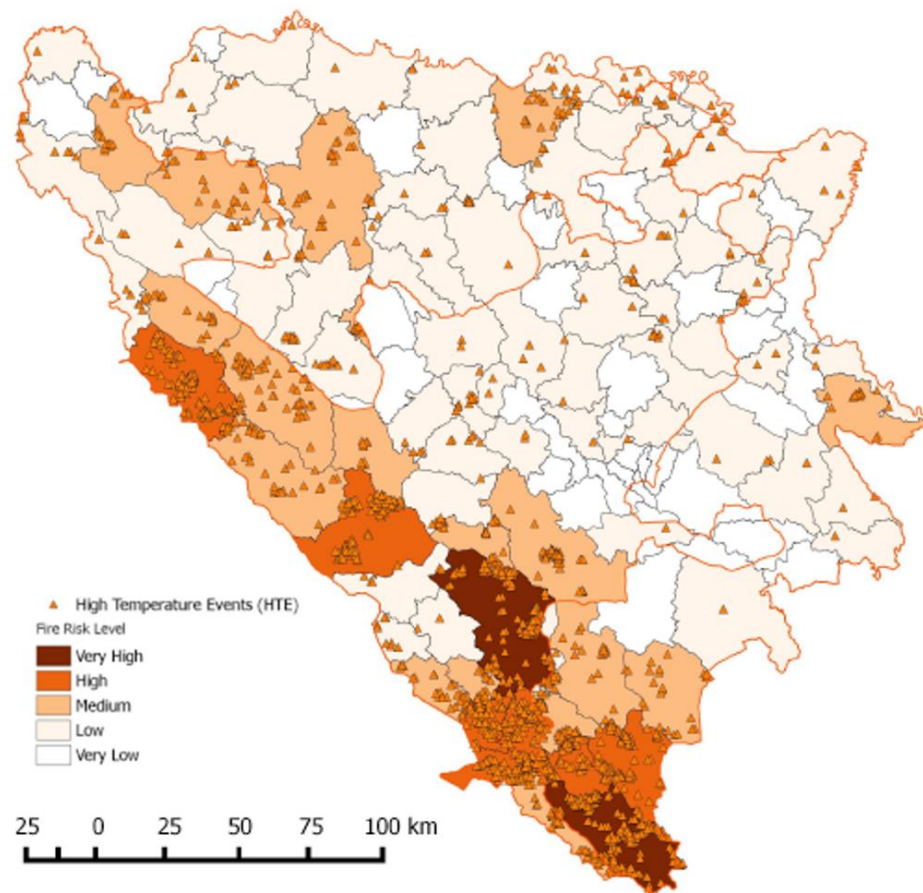 High Temperature Events (HTE)
Fire Risk Level
Very High
High
Medium
Low
Very Low
25 0 25 50 75 100 km